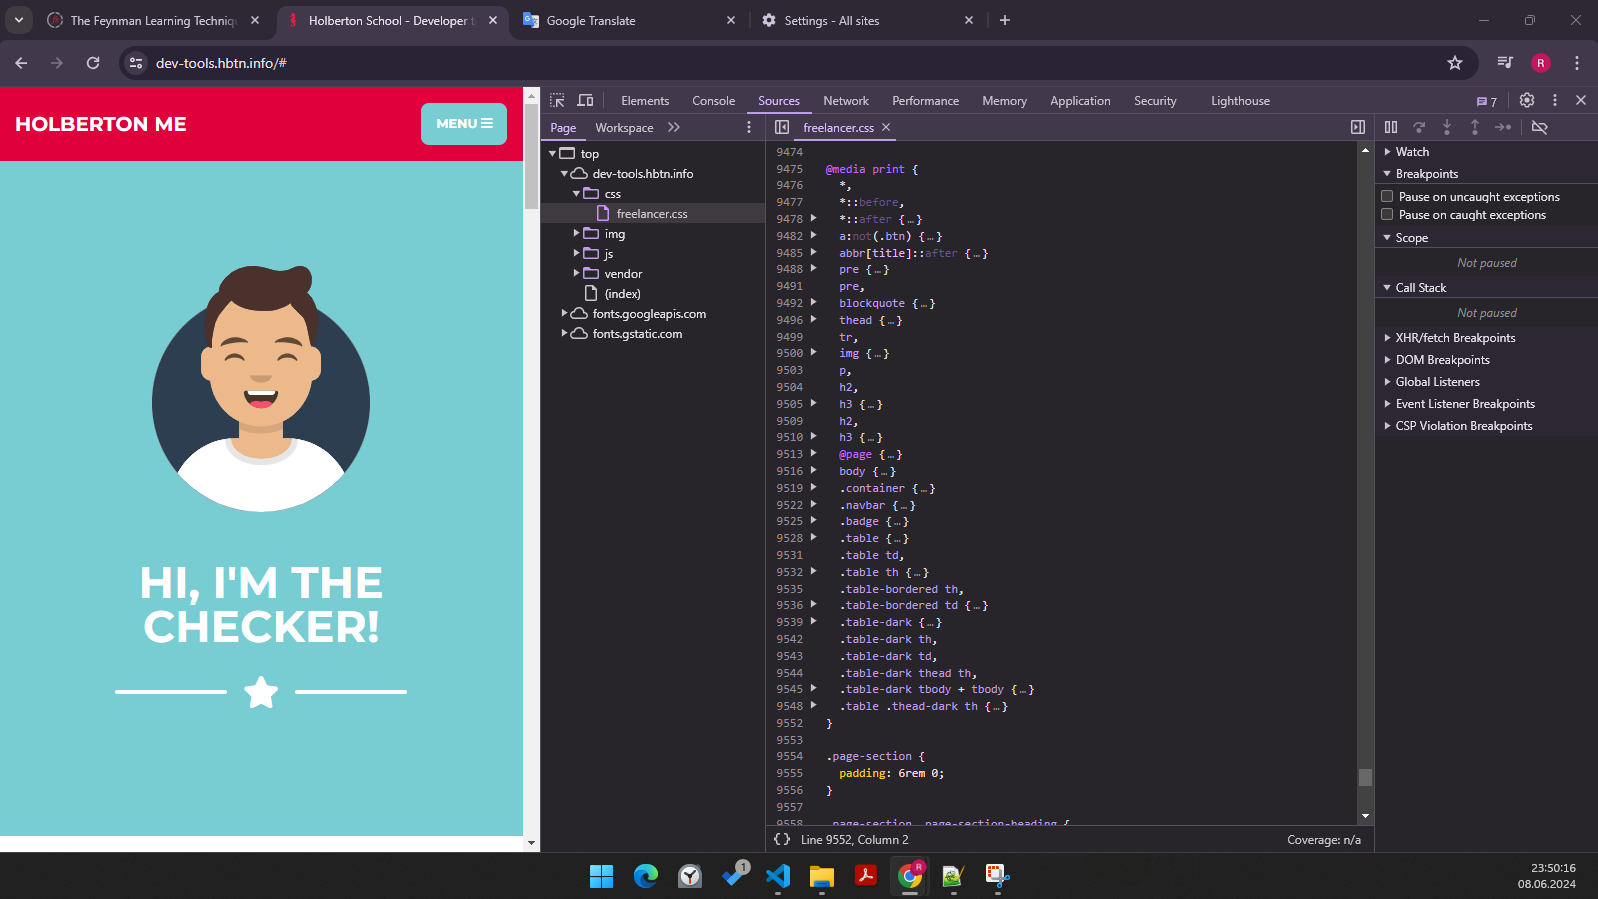 The Feynman Learning Techniqu
Holberton School - Developer t
Google Translate
Settings - All sites
dev-tools.hbtn.info/#
R
HOLBERTON ME
MENU
HI, I'M THE
CHECKER!
Elements Console Sources Network Performance Memory Application Security Lighthouse
7
Page Workspace
top
dev-tools.hbtn.info
css
freelancer.css
img
js
vendor
(index)
fonts.googleapis.com
fonts.gstatic.com
freelancer.css
9474
9475 @media print {
9476 *,
9477 *::before,
9478 *::after {…}
9482 a:not(.btn) {…}
9485 abbr[title]::after {…}
9488 pre {…}
9491 pre,
9492 blockquote {…}
9496 thead {…}
9499 tr,
9500 img {…}
9503 p,
9504 h2,
9505 h3 {…}
9509 h2,
9510 h3 {…}
9513 @page {…}
9516 body {…}
9519 .container {…}
9522 .navbar {…}
9525 .badge {…}
9528 .table {…}
9531 .table td,
9532 .table th {…}
9535 .table-bordered th,
9536 .table-bordered td {…}
9539 .table-dark {…}
9542 .table-dark th,
9543 .table-dark td,
9544 .table-dark thead th,
9545 .table-dark tbody + tbody {…}
9548 .table .thead-dark th {…}
9552 }
9553
9554 .page-section {
9555 padding: 6rem 0;
9556 }
9557
9558 .page-section .page-section-heading {
{} Line 9552, Column 2
Coverage: n/a
Watch
Breakpoints
Pause on uncaught exceptions
Pause on caught exceptions
Scope
Not paused
Call Stack
Not paused
XHR/fetch Breakpoints
DOM Breakpoints
Global Listeners
Event Listener Breakpoints
CSP Violation Breakpoints
1
R
23:50:16
08.06.2024